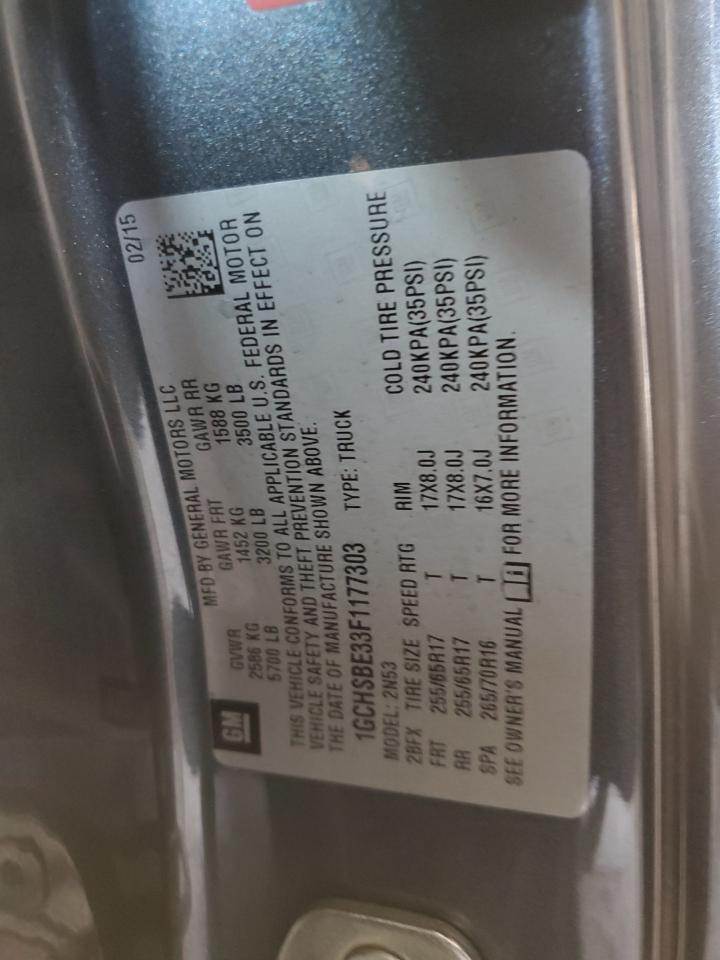 02/15
GM
MFD BY GENERAL MOTORS LLC
GVWR GAWR FRT GAWR RR
2586 KG 1452 KG 1588 KG
5700 LB 3200 LB 3500 LB
THIS VEHICLE CONFORMS TO ALL APPLICABLE U.S. FEDERAL MOTOR
VEHICLE SAFETY AND THEFT PREVENTION STANDARDS IN EFFECT ON
THE DATE OF MANUFACTURE SHOWN ABOVE.
1GCHSBE33F1177303 TYPE: TRUCK
MODEL: 2N53
2BFX TIRE SIZE SPEED RTG RIM COLD TIRE PRESSURE
FRT 255/65R17 T 17X8.0J 240KPA(35PSI)
RR 255/65R17 T 17X8.0J 240KPA(35PSI)
SPA 265/70R16 T 16X7.0J 240KPA(35PSI)
SEE OWNER'S MANUAL FOR MORE INFORMATION.